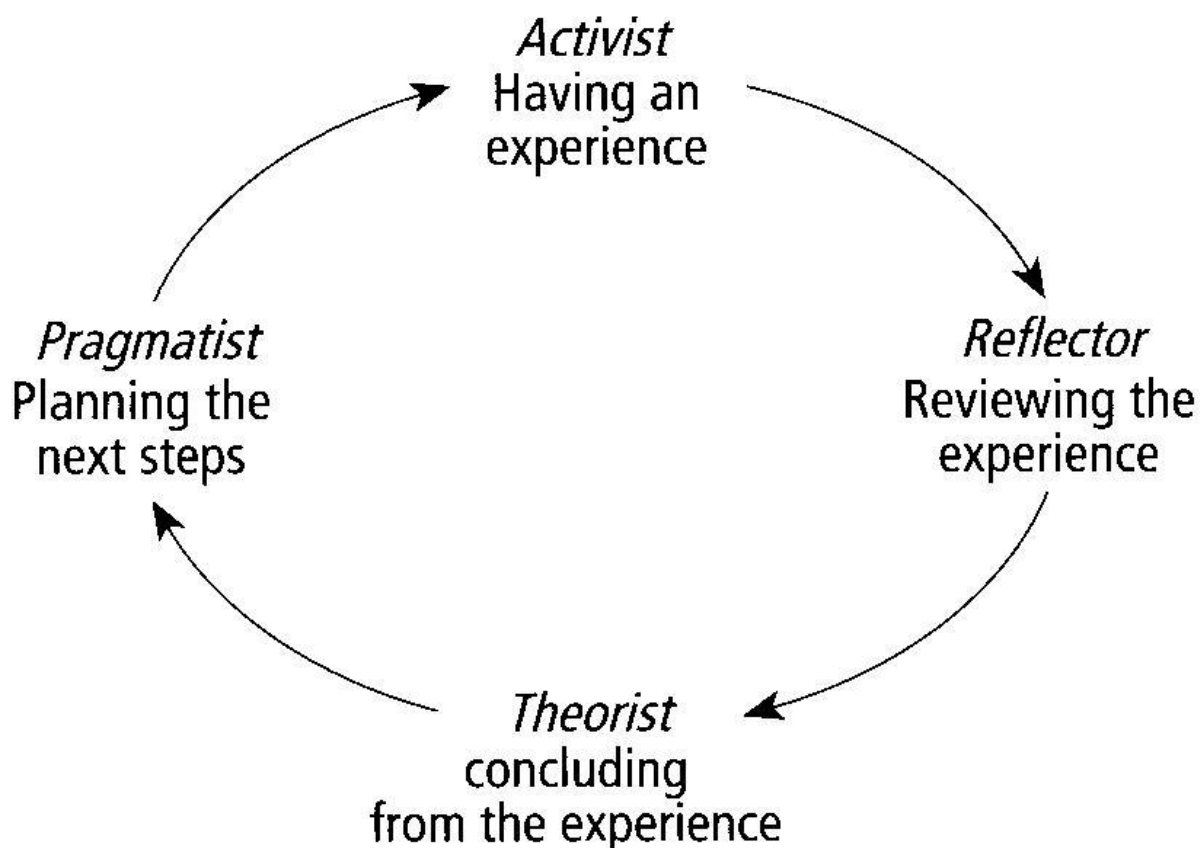 Activist
Having an
experience
Reflector
Reviewing the
experience
Theorist
concluding
from the experience
Pragmatist
Planning the
next steps